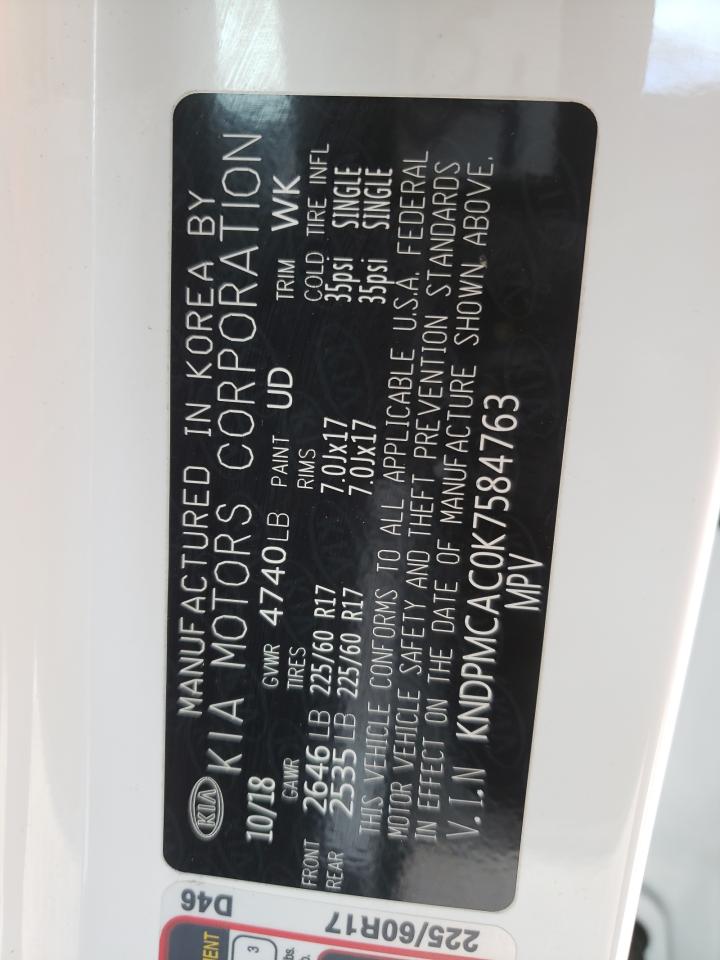 KIA
MANUFACTURED IN KOREA BY
KIA MOTORS CORPORATION
10/18 GVWR 4740LB PAINT UD TRIM WK
GAWR TIRES RIMS COLD TIRE INFL
FRONT 2646LB 225/60 R17 7.0Jx17 35psi SINGLE
REAR 2535LB 225/60 R17 7.0Jx17 35psi SINGLE
THIS VEHICLE CONFORMS TO ALL APPLICABLE U.S.A. FEDERAL
MOTOR VEHICLE SAFETY AND THEFT PREVENTION STANDARDS
IN EFFECT ON THE DATE OF MANUFACTURE SHOWN ABOVE.
V.I.N KNDPMCAC0K7584763
MPV
D46
225/60R17
3